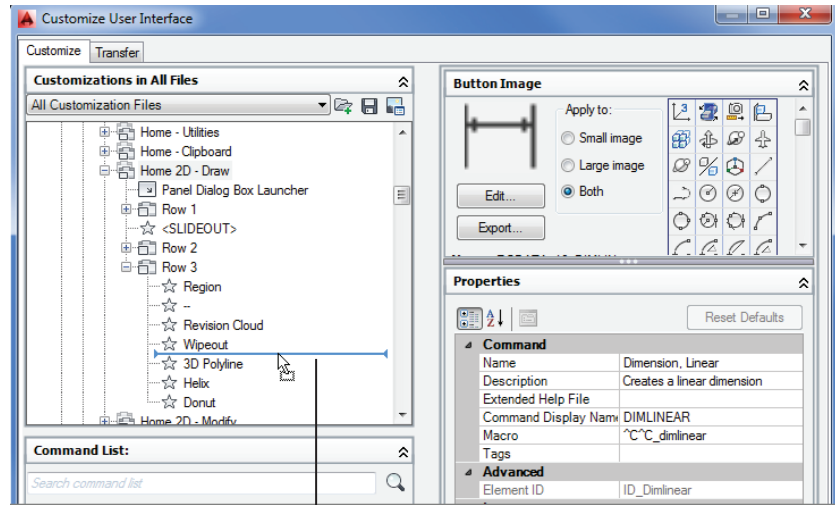 Customize User Interface
Customize Transfer
Customizations in All Files
All Customization Files
Home - Utilities
Home - Clipboard
Home 2D - Draw
Panel Dialog Box Launcher
Row 1
<SLIDEOUT>
Row 2
Row 3
Region
--
Revision Cloud
Wipeout
3D Polyline
Helix
Donut
Home 2D - Modify
Command List:
Search command list
Button Image
Apply to:
Small image
Large image
Both
Edit...
Export...
Properties
Reset Defaults
Command
Name Dimension, Linear
Description Creates a linear dimension
Extended Help File
Command Display Name DIMLINEAR
Macro ^C^C_dimlinear
Tags
Advanced
Element ID ID_Dimlinear